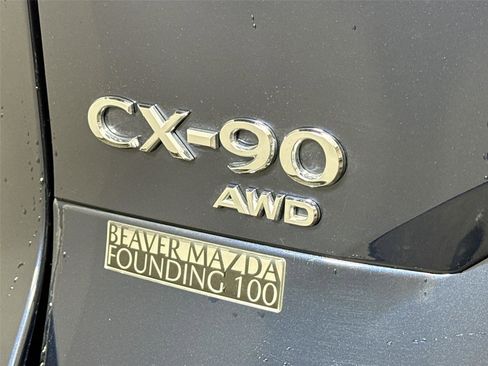 CX-90
AWD
BEAVER MAZDA
FOUNDING 100